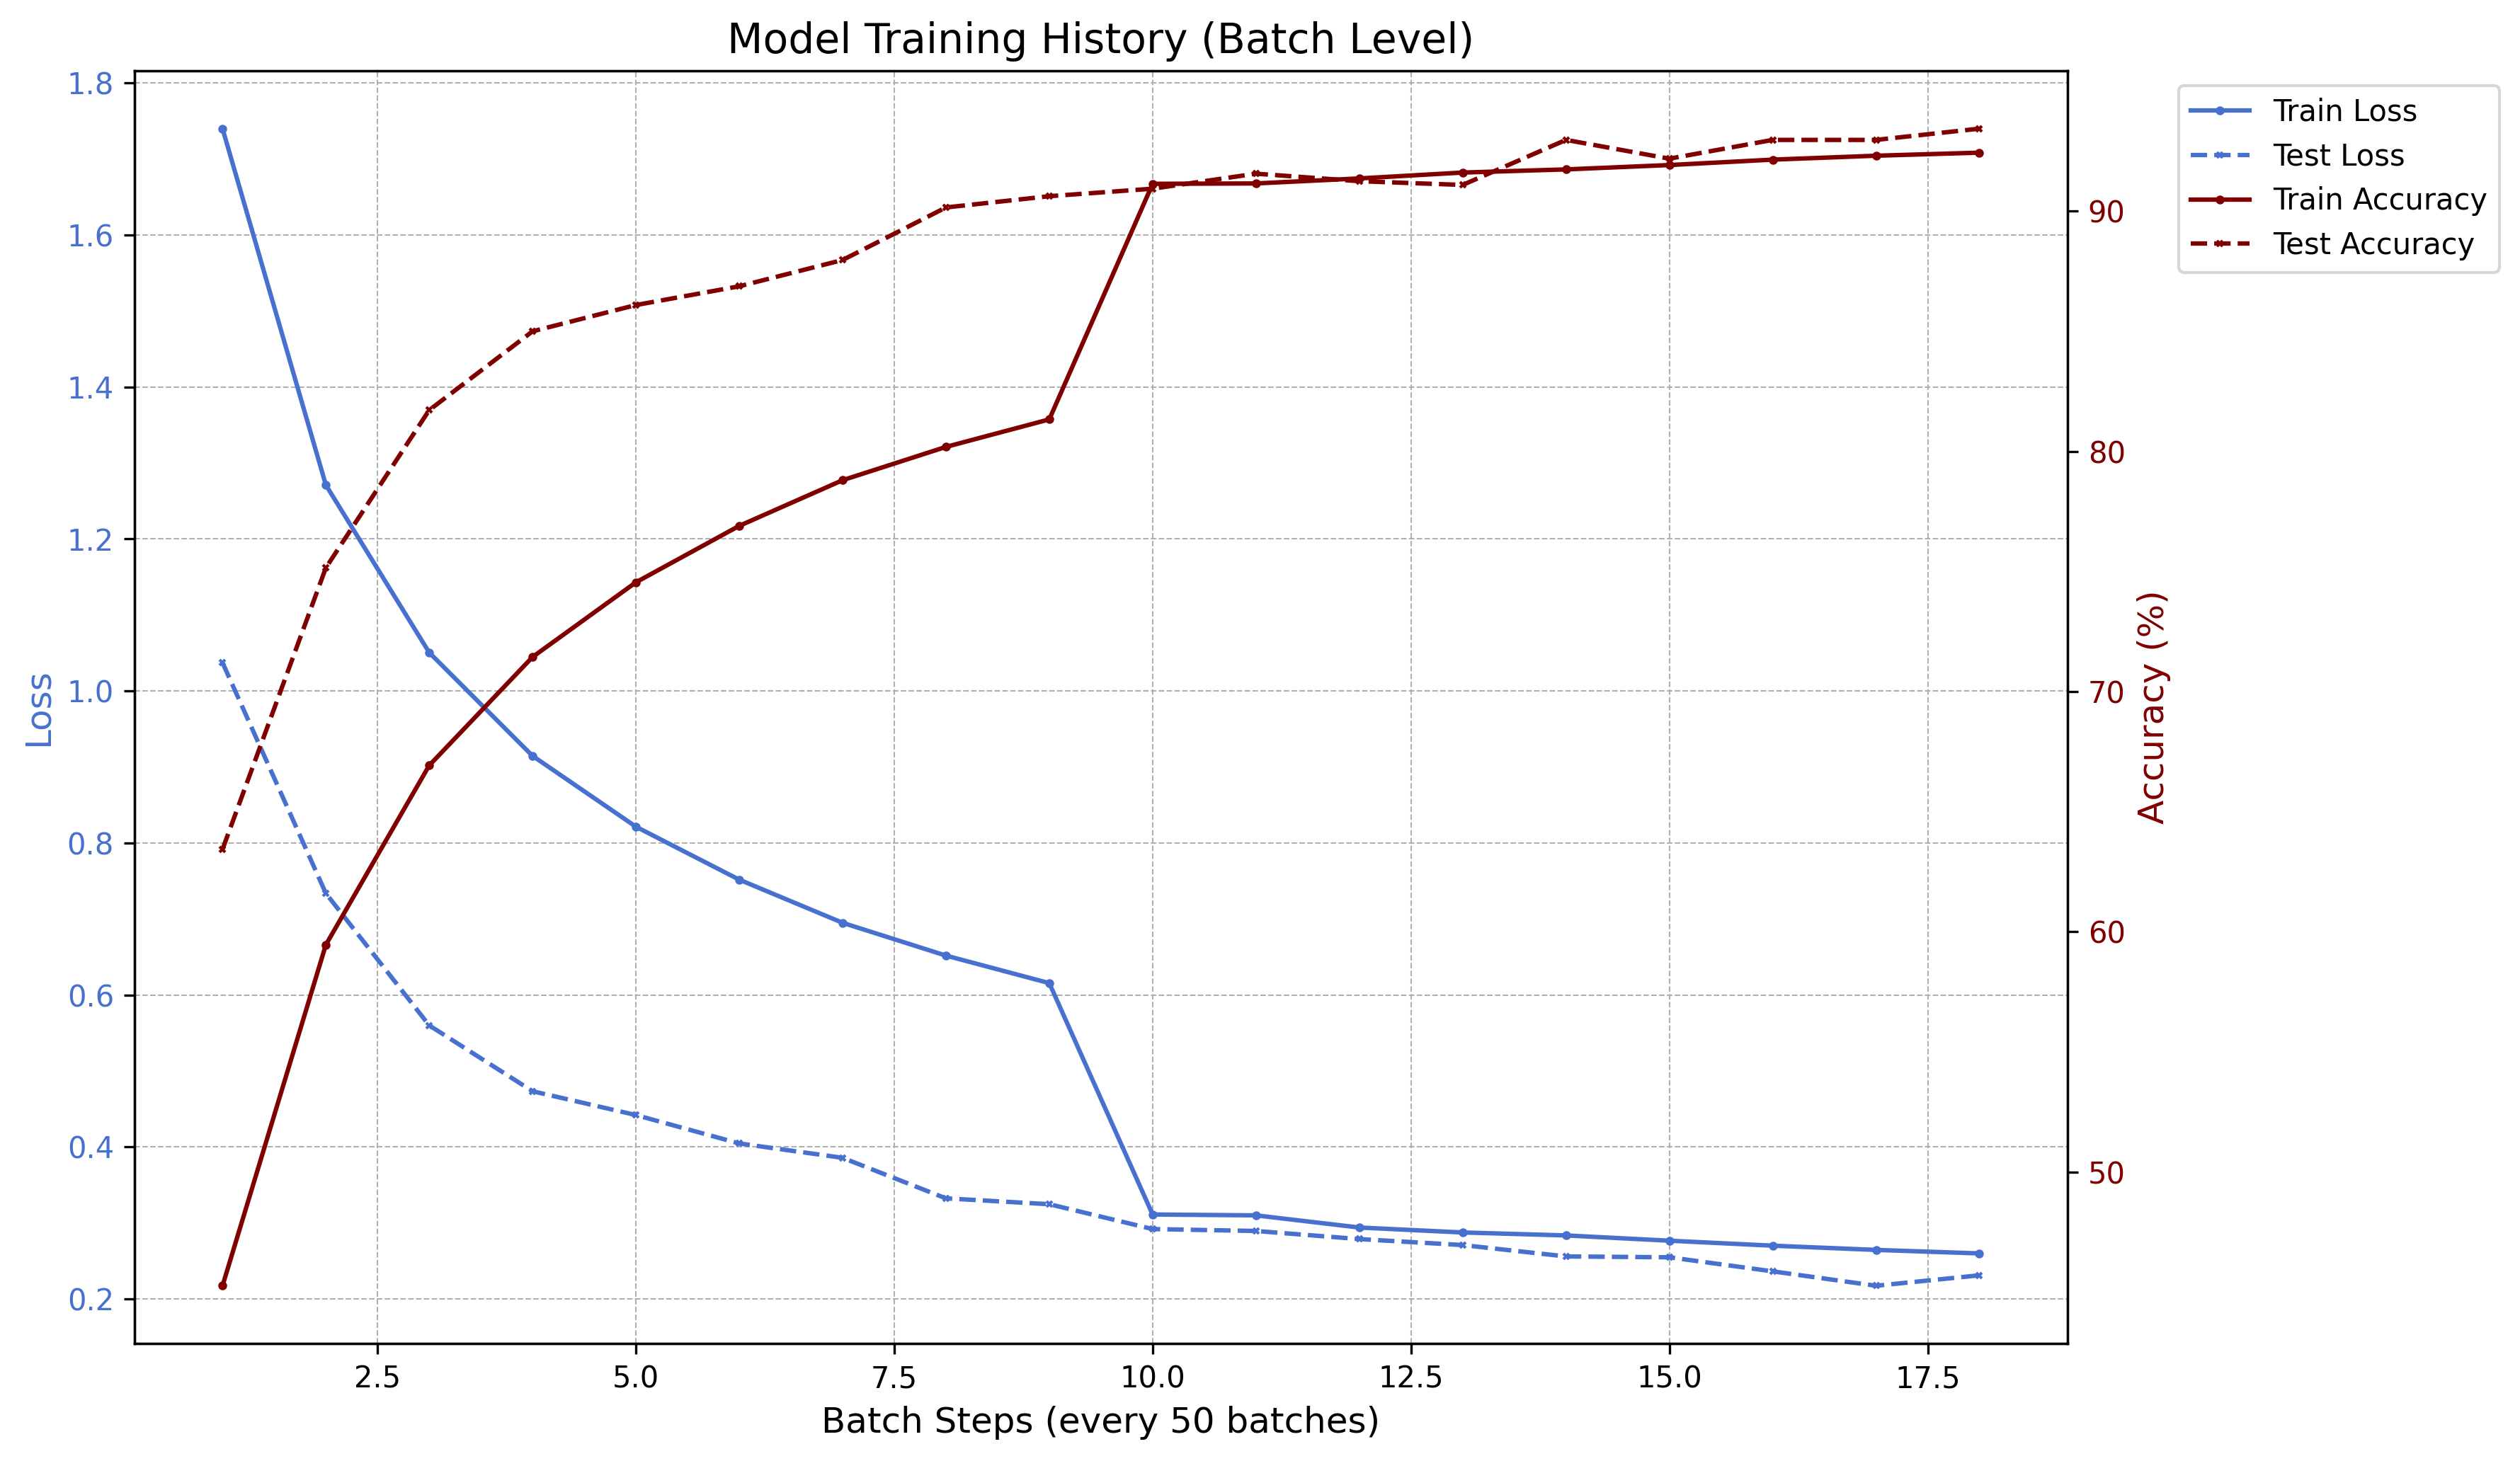 Model Training History (Batch Level)
1.8
1.6
1.4
1.2
1.0
0.8
0.6
0.4
0.2
Loss
2.5 5.0 7.5 10.0 12.5 15.0 17.5
Batch Steps (every 50 batches)
90
80
70
60
50
Accuracy (%)
Train Loss
Test Loss
Train Accuracy
Test Accuracy